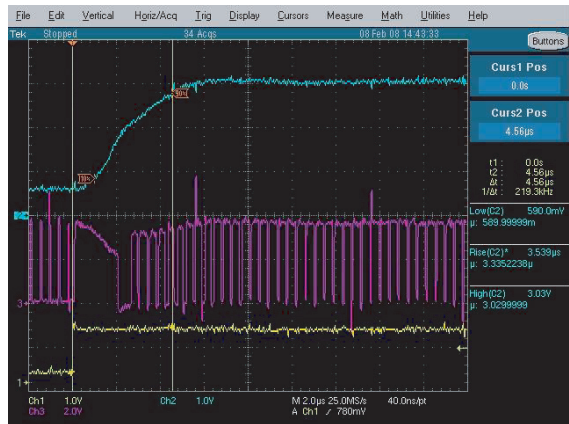 File Edit Vertical Horiz/Acq Trig Display Cursors Measure Math Utilities Help
Tek Stopped 34 Acqs 08 Feb 08 14:43:33
Buttons
Curs1 Pos
0.0s
Curs2 Pos
4.56µs
90%
10%
t1 : 0.0s
t2 : 4.56µs
Δt : 4.56µs
1/Δt : 219.3kHz
Low(C2) 590.0mV
µ: 589.99999m
Rise(C2)* 3.539µs
µ: 3.3352238µ
High(C2) 3.03V
µ: 3.0299999
3
1
Ch1 1.0V Ch2 1.0V M 2.0µs 25.0MS/s 40.0ns/pt
Ch3 2.0V A Ch1 ∕ 780mV